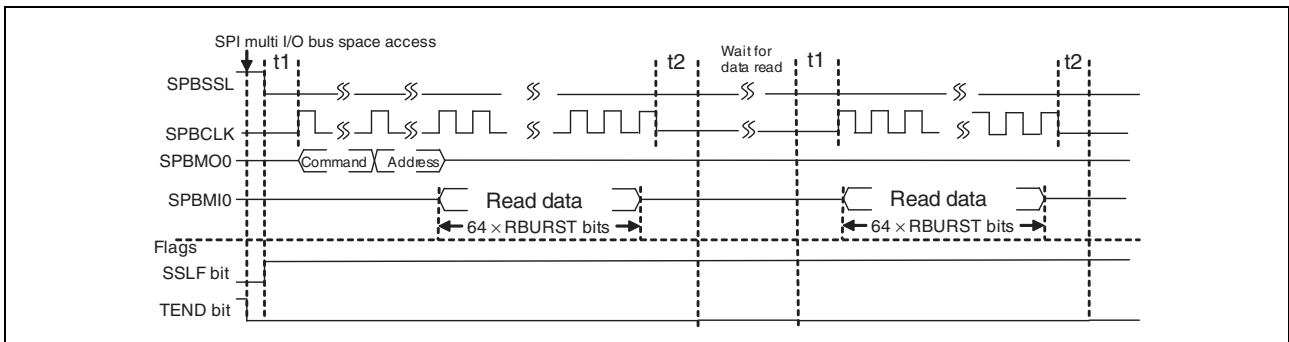 SPI multi I/O bus space access
t1
t2
Wait for
data read
t1
t2
SPBSSL
SPBCLK
SPBMO0
Command
Address
SPBMI0
Read data
Read data
64 × RBURST bits
64 × RBURST bits
Flags
SSLF bit
TEND bit